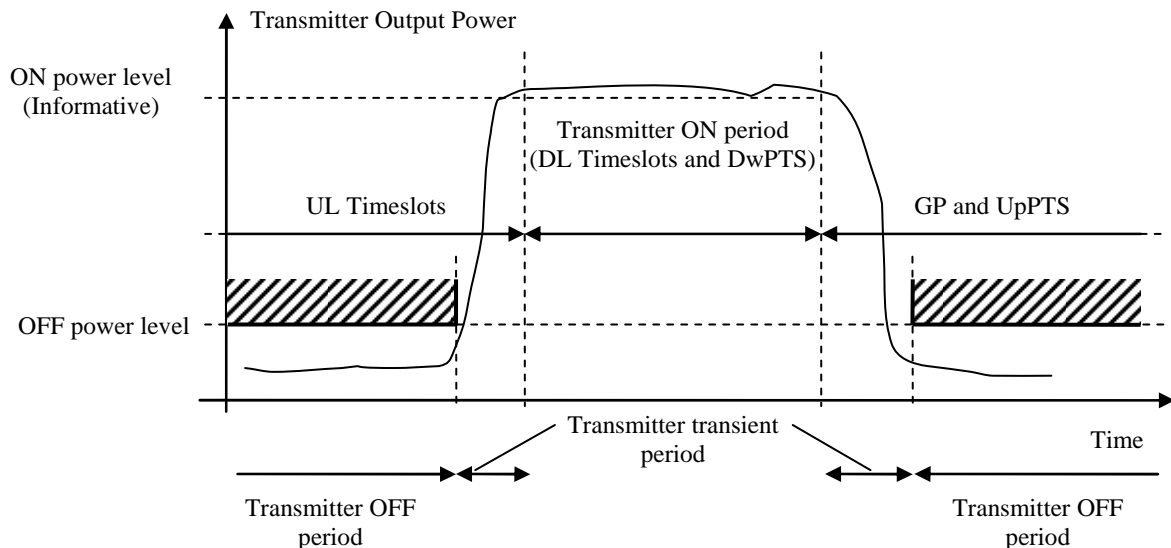 Transmitter Output Power
ON power level
(Informative)
Transmitter ON period
(DL Timeslots and DwPTS)
UL Timeslots
GP and UpPTS
OFF power level
Transmitter transient
period
Time
Transmitter OFF
period
Transmitter OFF
period